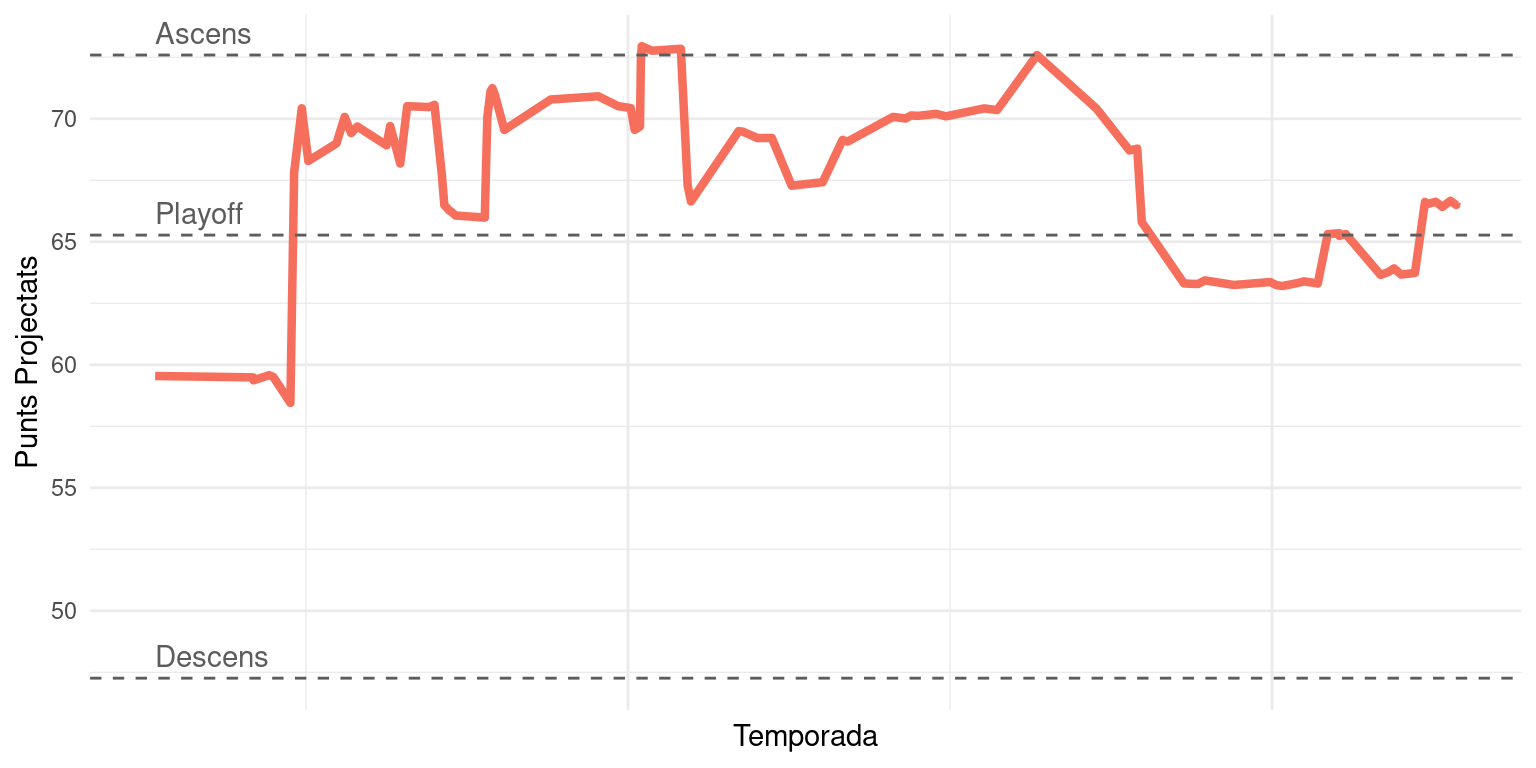 Ascens
70
Playoff
65
60
55
50
Descens
Punts Projectats
Temporada